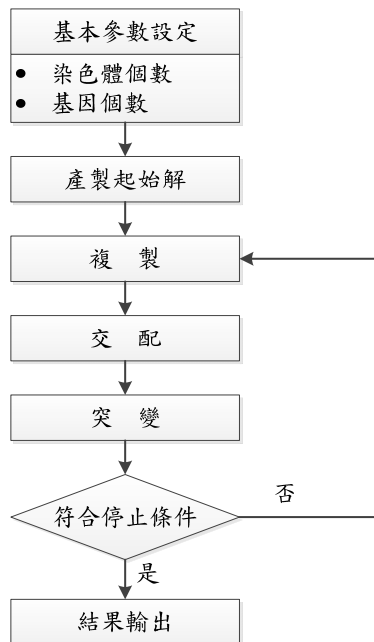 基本參數設定
● 染色體個數
● 基因個數
產製起始解
複　製
交　配
突　變
符合停止條件
否
是
結果輸出